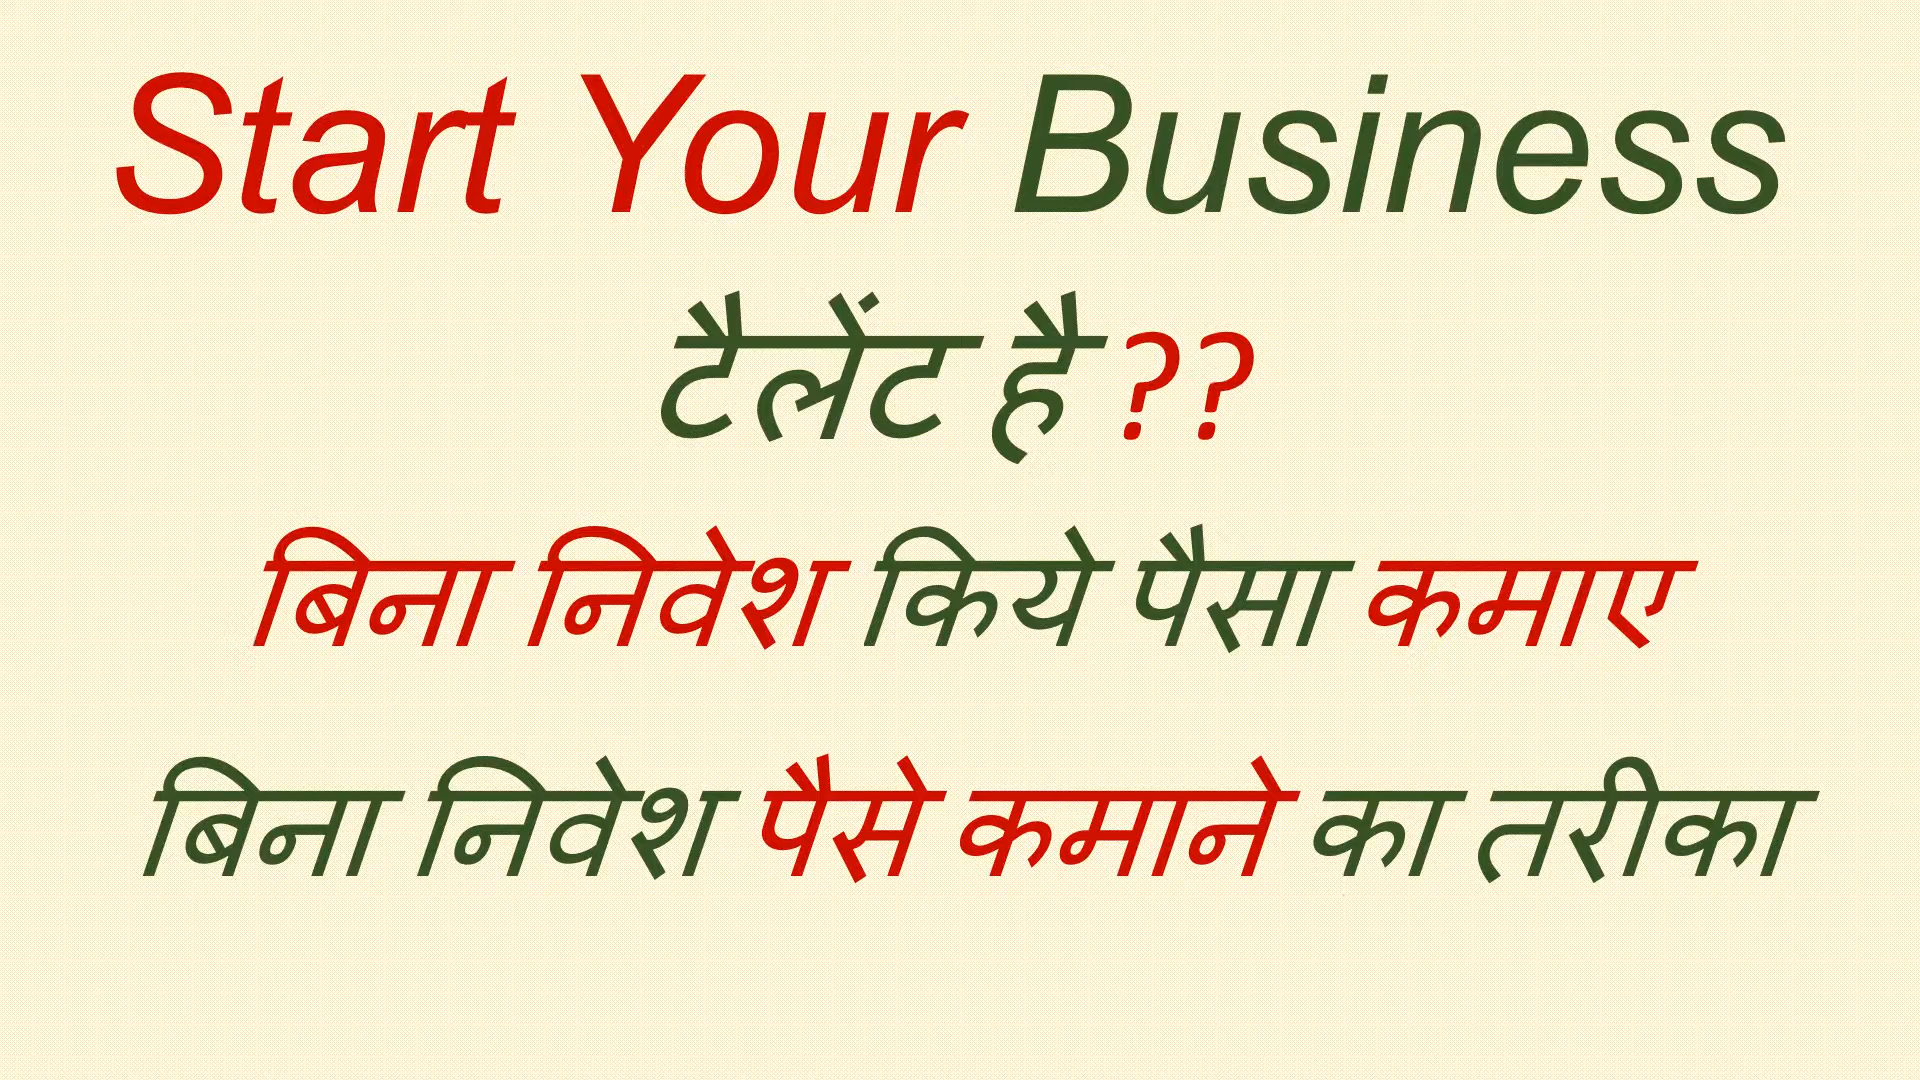 Start Your Business
टैलेंट है ??
बिना निवेश किये पैसा कमाए
बिना निवेश पैसे कमाने का तरीका